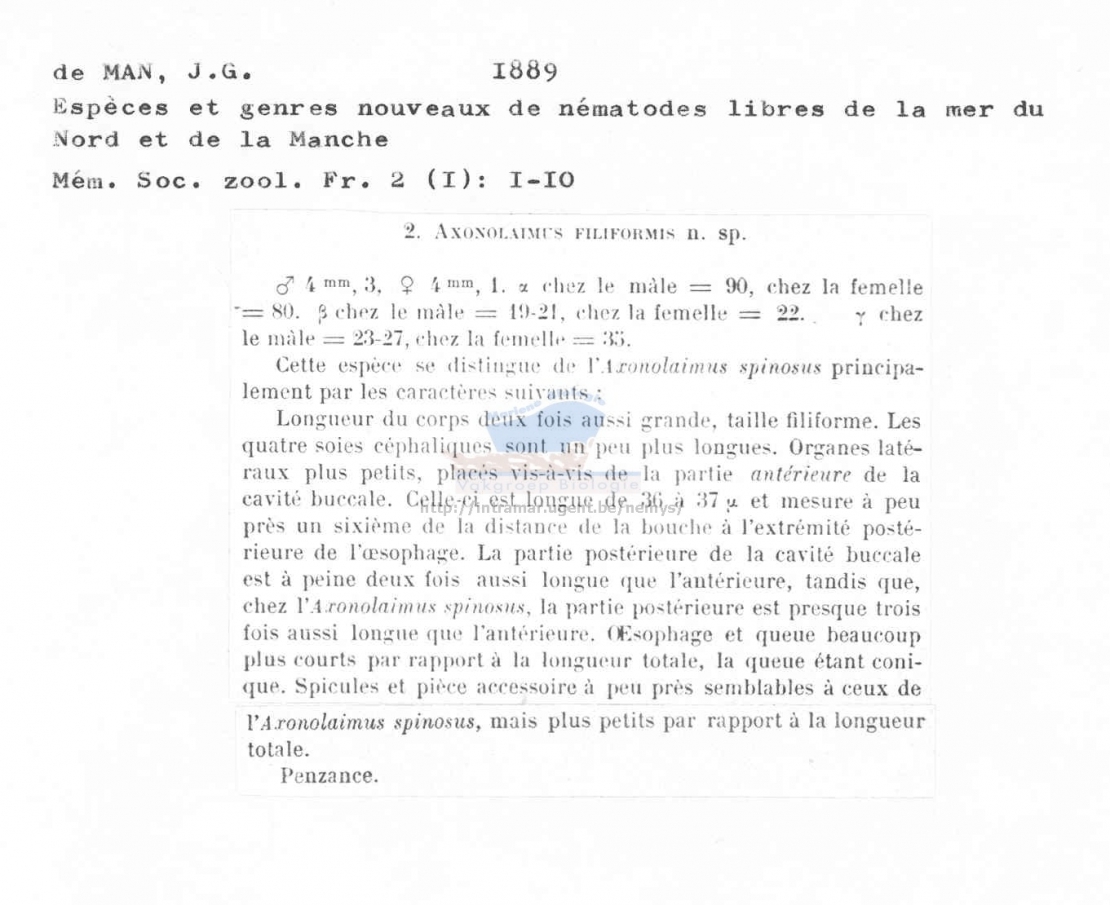 de MAN, J.G. I889
Espèces et genres nouveaux de nématodes libres de la mer du
Nord et de la Manche
Mém. Soc. zool. Fr. 2 (I): I-IO
2. AXONOLAIMUS FILIFORMIS n. sp.
♂ 4 mm, 3, ♀ 4 mm, 1. α chez le mâle = 90, chez la femelle
= 80. β chez le mâle = 19-21, chez la femelle = 22. γ chez
le mâle = 23-27, chez la femelle = 35.
Cette espèce se distingue de l'Axonolaimus spinosus principa-
lement par les caractères suivants :
Longueur du corps deux fois aussi grande, taille filiforme. Les
quatre soies céphaliques sont un peu plus longues. Organes laté-
raux plus petits, placés vis-à-vis de la partie antérieure de la
Vakgroep Biologie
cavité buccale. Celle-ci est longue de 36 à 37 μ et mesure à peu
http://intramar.ugent.be/nemys/
près un sixième de la distance de la bouche à l'extrémité posté-
rieure de l'œsophage. La partie postérieure de la cavité buccale
est à peine deux fois aussi longue que l'antérieure, tandis que,
chez l'Axonolaimus spinosus, la partie postérieure est presque trois
fois aussi longue que l'antérieure. Œsophage et queue beaucoup
plus courts par rapport à la longueur totale, la queue étant coni-
que. Spicules et pièce accessoire à peu près semblables à ceux de
l'Axonolaimus spinosus, mais plus petits par rapport à la longueur
totale.
Penzance.